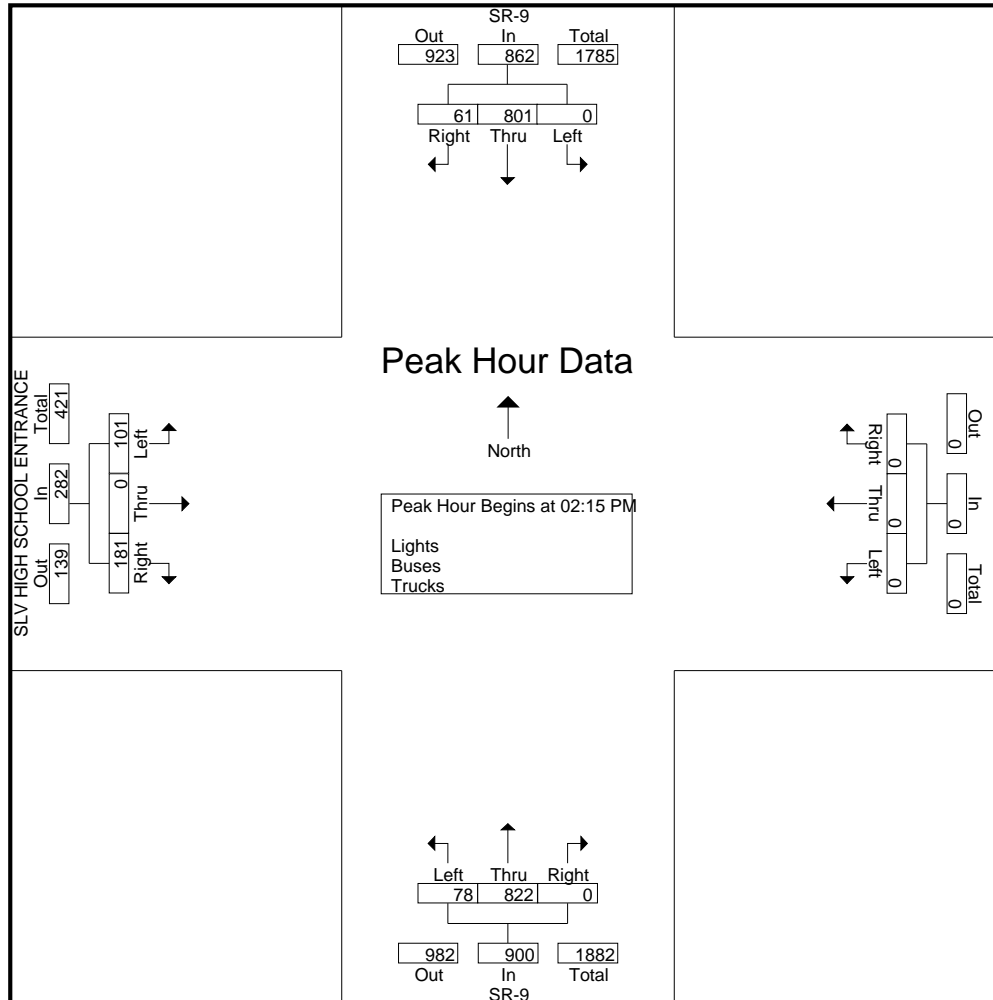 SR-9
Out In Total
923 862 1785
61 801 0
Right Thru Left
Peak Hour Data
North
Peak Hour Begins at 02:15 PM
Lights
Buses
Trucks
SLV HIGH SCHOOL ENTRANCE
Out In Total
139 282 421
181 0 101
Right Thru Left
Out In Total
0 0 0
Right Thru Left
0 0 0
Left Thru Right
78 822 0
982 900 1882
Out In Total
SR-9